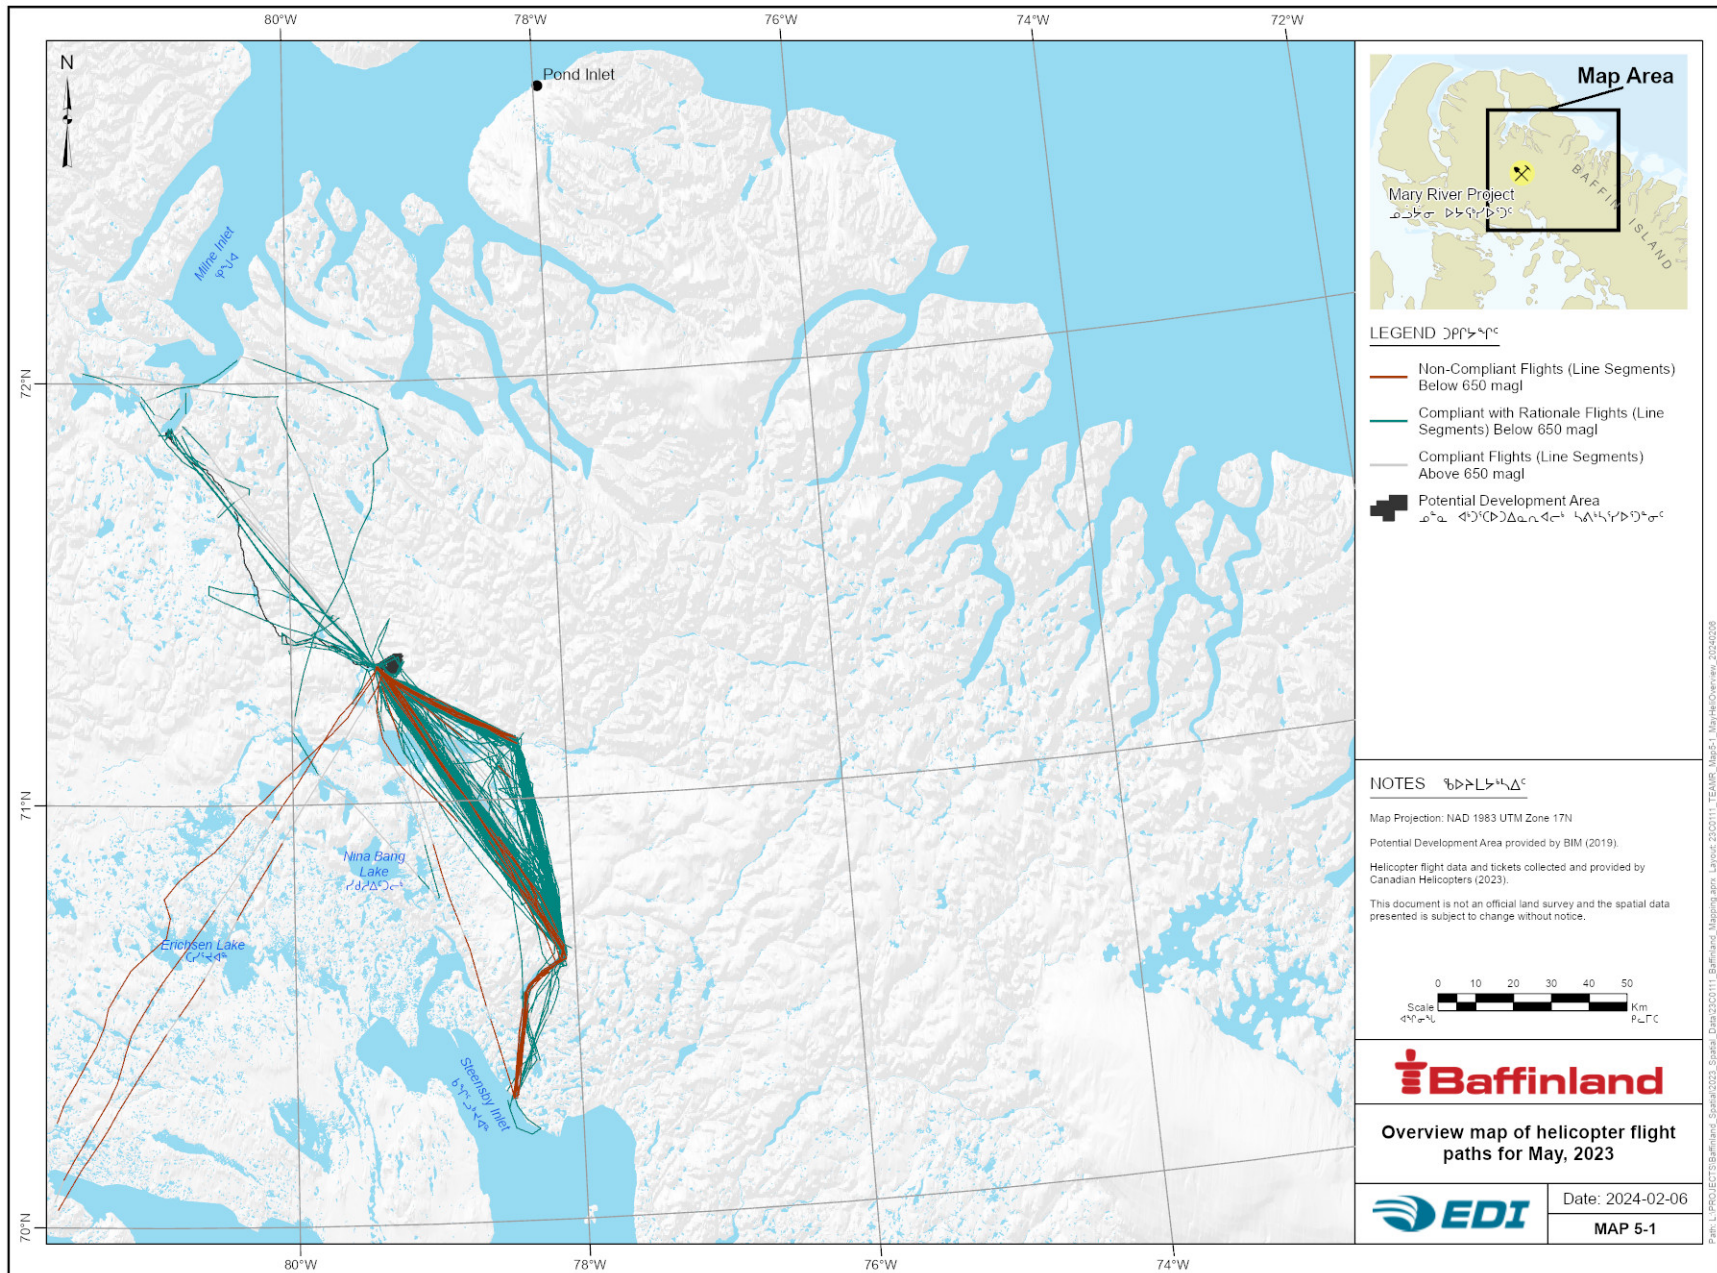 80°W
78°W
76°W
74°W
72°W
N
Pond Inlet
Milne Inlet
72°N
71°N
70°N
Nina Bang
Lake
Erichsen Lake
Steensby Inlet
80°W
78°W
76°W
74°W
Map Area
Mary River Project
BAFFIN ISLAND
LEGEND
Non-Compliant Flights (Line Segments)
Below 650 magl
Compliant with Rationale Flights (Line
Segments) Below 650 magl
Compliant Flights (Line Segments)
Above 650 magl
Potential Development Area
NOTES
Map Projection: NAD 1983 UTM Zone 17N
Potential Development Area provided by BIM (2019).
Helicopter flight data and tickets collected and provided by
Canadian Helicopters (2023).
This document is not an official land survey and the spatial data
presented is subject to change without notice.
0 10 20 30 40 50
Scale Km
Baffinland
Overview map of helicopter flight
paths for May, 2023
EDI
Date: 2024-02-06
MAP 5-1